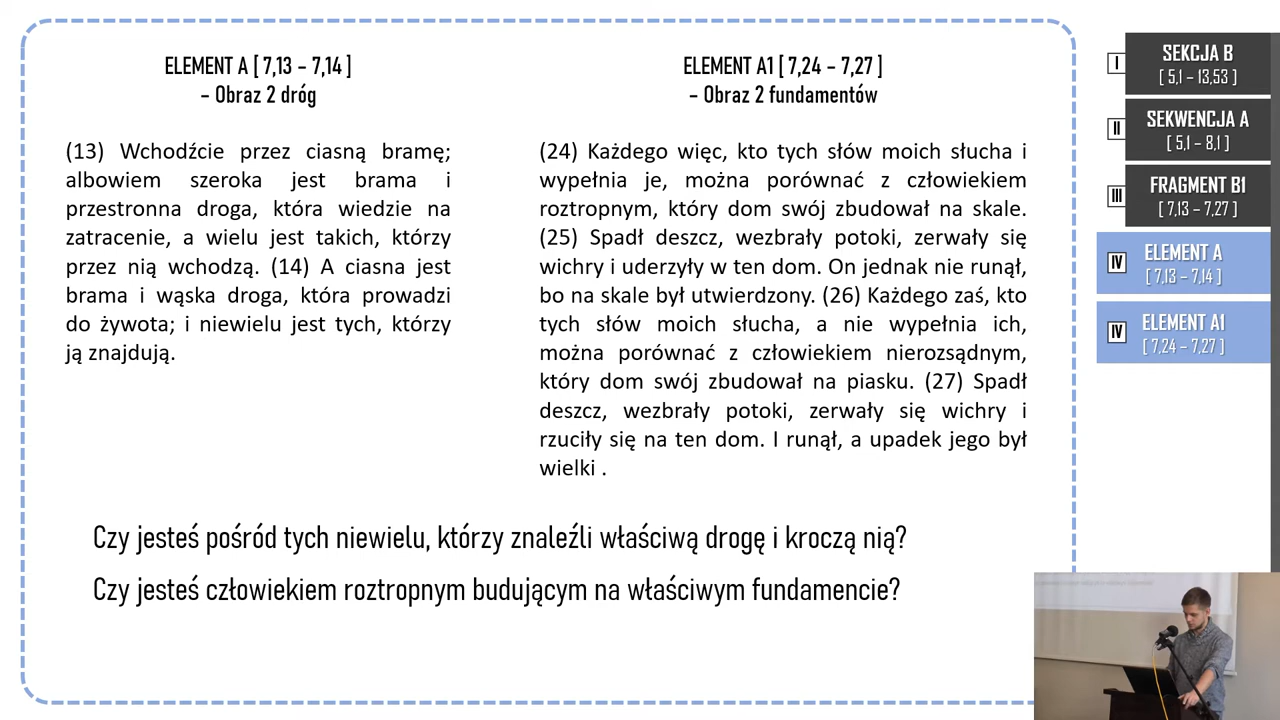 ELEMENT A [ 7,13 – 7,14 ]
– Obraz 2 dróg
(13) Wchodźcie przez ciasną bramę;
albowiem szeroka jest brama i
przestronna droga, która wiedzie na
zatracenie, a wielu jest takich, którzy
przez nią wchodzą. (14) A ciasna jest
brama i wąska droga, która prowadzi
do żywota; i niewielu jest tych, którzy
ją znajdują.
ELEMENT A1 [ 7,24 – 7,27 ]
– Obraz 2 fundamentów
(24) Każdego więc, kto tych słów moich słucha i
wypełnia je, można porównać z człowiekiem
roztropnym, który dom swój zbudował na skale.
(25) Spadł deszcz, wezbrały potoki, zerwały się
wichry i uderzyły w ten dom. On jednak nie runął,
bo na skale był utwierdzony. (26) Każdego zaś, kto
tych słów moich słucha, a nie wypełnia ich,
można porównać z człowiekiem nierozsądnym,
który dom swój zbudował na piasku. (27) Spadł
deszcz, wezbrały potoki, zerwały się wichry i
rzuciły się na ten dom. I runął, a upadek jego był
wielki .
Czy jesteś pośród tych niewielu, którzy znaleźli właściwą drogę i kroczą nią?
Czy jesteś człowiekiem roztropnym budującym na właściwym fundamencie?
I SEKCJA B
[ 5,1 – 13,53 ]
II SEKWENCJA A
[ 5,1 – 8,1 ]
III FRAGMENT B1
[ 7,13 – 7,27 ]
IV ELEMENT A
[ 7,13 – 7,14 ]
IV ELEMENT A1
[ 7,24 – 7,27 ]